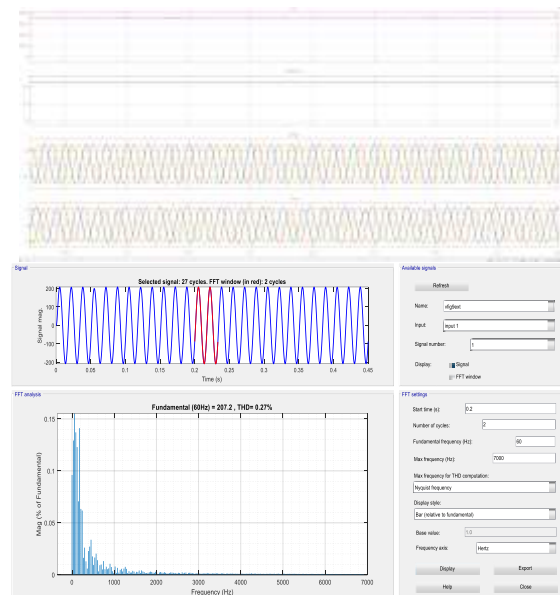 Signal
Selected signal: 27 cycles. FFT window (in red): 2 cycles
Signal mag.
200
100
0
-100
-200
0 0.05 0.1 0.15 0.2 0.25 0.3 0.35 0.4 0.45
Time (s)
Available signals
Refresh
Name:
Input:
input 1
Signal number:
1
Display:
Signal
FFT window
FFT analysis
Fundamental (60Hz) = 207.2 , THD= 0.27%
Mag (% of Fundamental)
0.15
0.1
0.05
0
0 1000 2000 3000 4000 5000 6000 7000
Frequency (Hz)
FFT settings
Start time (s):
0.2
Number of cycles:
2
Fundamental frequency (Hz):
60
Max frequency (Hz):
7000
Max frequency for THD computation:
Nyquist frequency
Display style:
Bar (relative to fundamental)
Base value:
1.0
Frequency axis:
Hertz
Display
Export
Help
Close